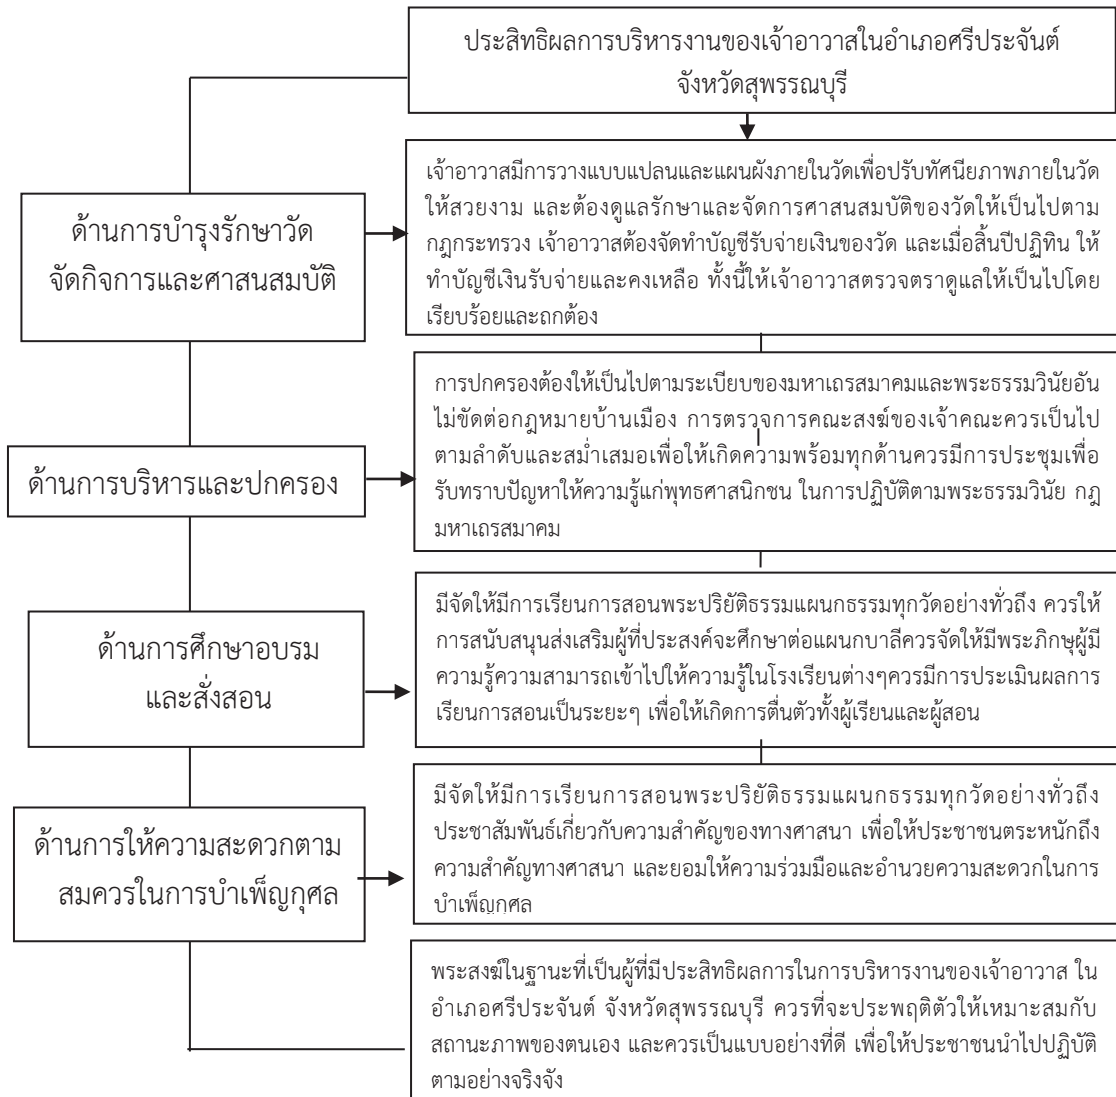 ประสิทธิผลการบริหารงานของเจ้าอาวาสในอำเภอศรีประจันต์
จังหวัดสุพรรณบุรี
ด้านการบำรุงรักษาวัด
จัดกิจการและศาสนสมบัติ
เจ้าอาวาสมีการวางแบบแปลนและแผนผังภายในวัดเพื่อปรับทัศนียภาพภายในวัด
ให้สวยงาม และต้องดูแลรักษาและจัดการศาสนสมบัติของวัดให้เป็นไปตาม
กฎกระทรวง เจ้าอาวาสต้องจัดทำบัญชีรับจ่ายเงินของวัด และเมื่อสิ้นปีปฏิทิน ให้
ทำบัญชีเงินรับจ่ายและคงเหลือ ทั้งนี้ให้เจ้าอาวาสตรวจตราดูแลให้เป็นไปโดย
เรียบร้อยและถูกต้อง
ด้านการบริหารและปกครอง
การปกครองต้องให้เป็นไปตามระเบียบของมหาเถรสมาคมและพระธรรมวินัยอัน
ไม่ขัดต่อกฎหมายบ้านเมือง การตรวจการคณะสงฆ์ของเจ้าคณะควรเป็นไป
ตามลำดับและสม่ำเสมอเพื่อให้เกิดความพร้อมทุกด้านควรมีการประชุมเพื่อ
รับทราบปัญหาให้ความรู้แก่พุทธศาสนิกชน ในการปฏิบัติตามพระธรรมวินัย กฎ
มหาเถรสมาคม
ด้านการศึกษาอบรม
และสั่งสอน
มีจัดให้มีการเรียนการสอนพระปริยัติธรรมแผนกธรรมทุกวัดอย่างทั่วถึง ควรให้
การสนับสนุนส่งเสริมผู้ที่ประสงค์จะศึกษาต่อแผนกบาลีควรจัดให้มีพระภิกษุผู้มี
ความรู้ความสามารถเข้าไปให้ความรู้ในโรงเรียนต่างๆควรมีการประเมินผลการ
เรียนการสอนเป็นระยะๆ เพื่อให้เกิดการตื่นตัวทั้งผู้เรียนและผู้สอน
ด้านการให้ความสะดวกตาม
สมควรในการบำเพ็ญกุศล
มีจัดให้มีการเรียนการสอนพระปริยัติธรรมแผนกธรรมทุกวัดอย่างทั่วถึง
ประชาสัมพันธ์เกี่ยวกับความสำคัญของทางศาสนา เพื่อให้ประชาชนตระหนักถึง
ความสำคัญทางศาสนา และยอมให้ความร่วมมือและอำนวยความสะดวกในการ
บำเพ็ญกุศล
พระสงฆ์ในฐานะที่เป็นผู้ที่มีประสิทธิผลการในการบริหารงานของเจ้าอาวาส ใน
อำเภอศรีประจันต์ จังหวัดสุพรรณบุรี ควรที่จะประพฤติตัวให้เหมาะสมกับ
สถานะภาพของตนเอง และควรเป็นแบบอย่างที่ดี เพื่อให้ประชาชนนำไปปฏิบัติ
ตามอย่างจริงจัง